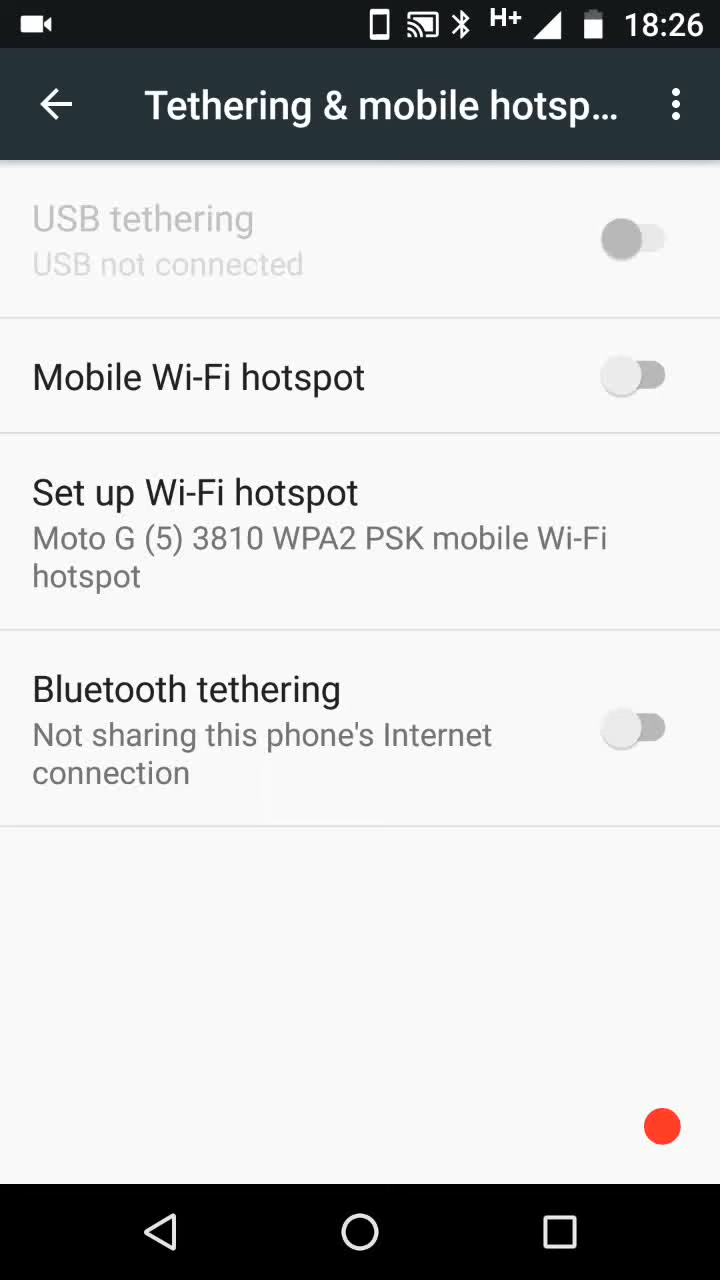 H+ 18:26
Tethering & mobile hotsp...
USB tethering
USB not connected
Mobile Wi-Fi hotspot
Set up Wi-Fi hotspot
Moto G (5) 3810 WPA2 PSK mobile Wi-Fi
hotspot
Bluetooth tethering
Not sharing this phone's Internet
connection